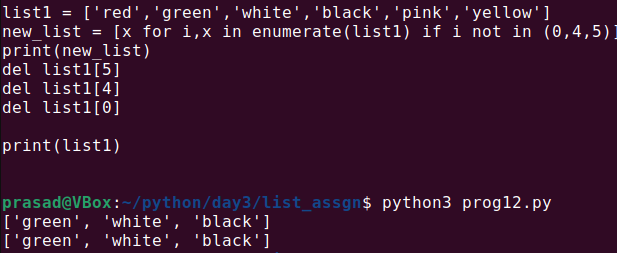 list1 = ['red','green','white','black','pink','yellow']
new_list = [x for i,x in enumerate(list1) if i not in (0,4,5)]
print(new_list)
del list1[5]
del list1[4]
del list1[0]
print(list1)
prasad@VBox:~/python/day3/list_assgn$ python3 prog12.py
['green', 'white', 'black']
['green', 'white', 'black']